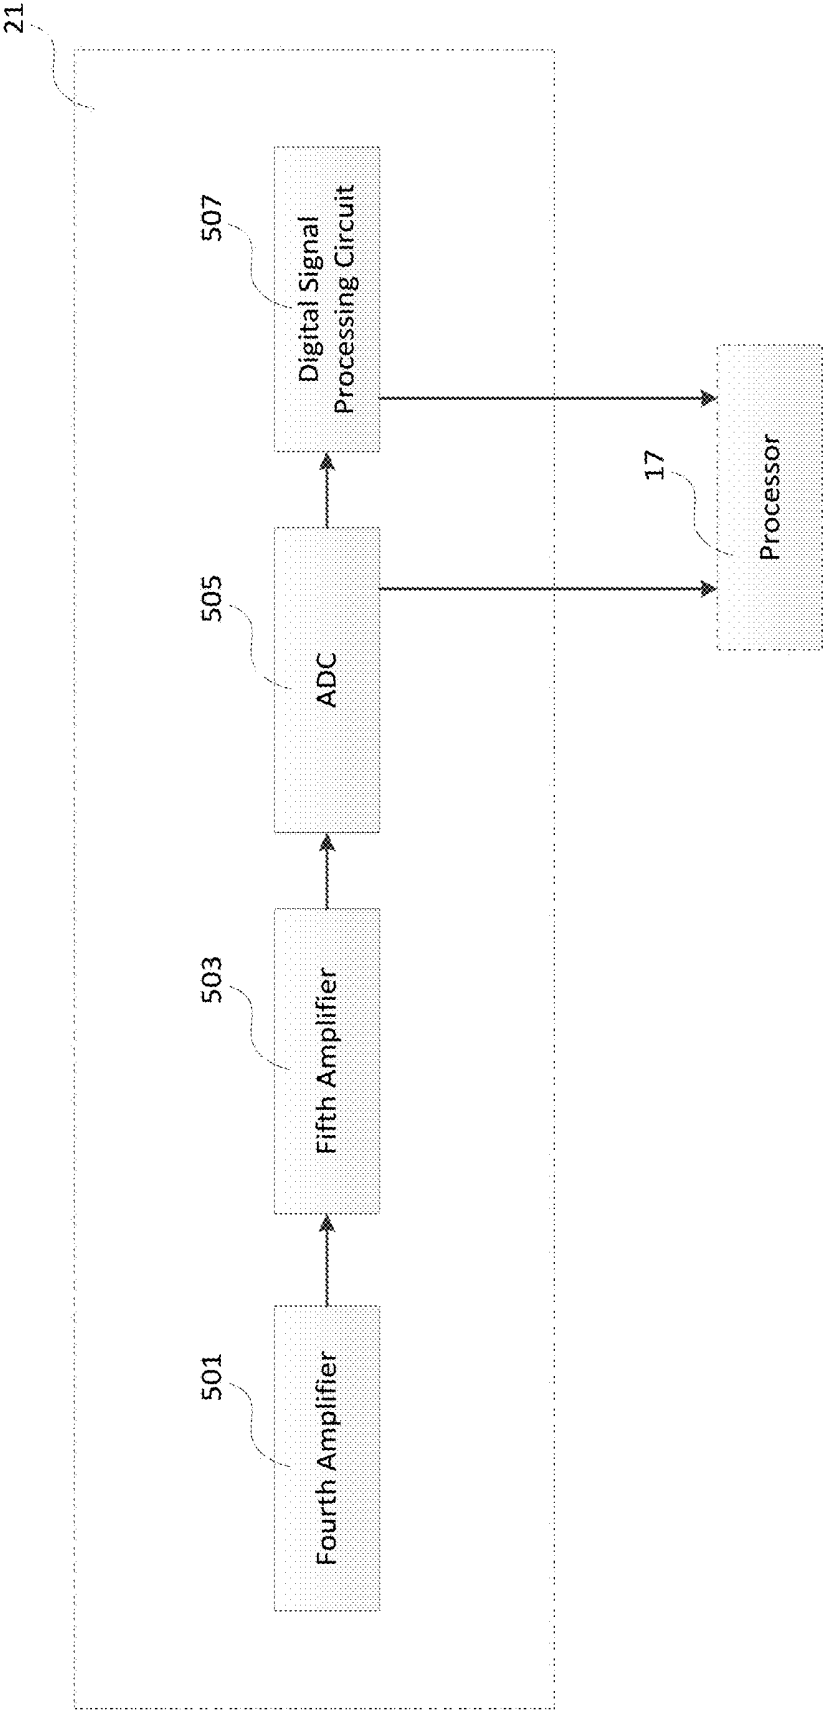 21
501
Fourth Amplifier
503
Fifth Amplifier
505
ADC
507
Digital Signal
Processing Circuit
17
Processor